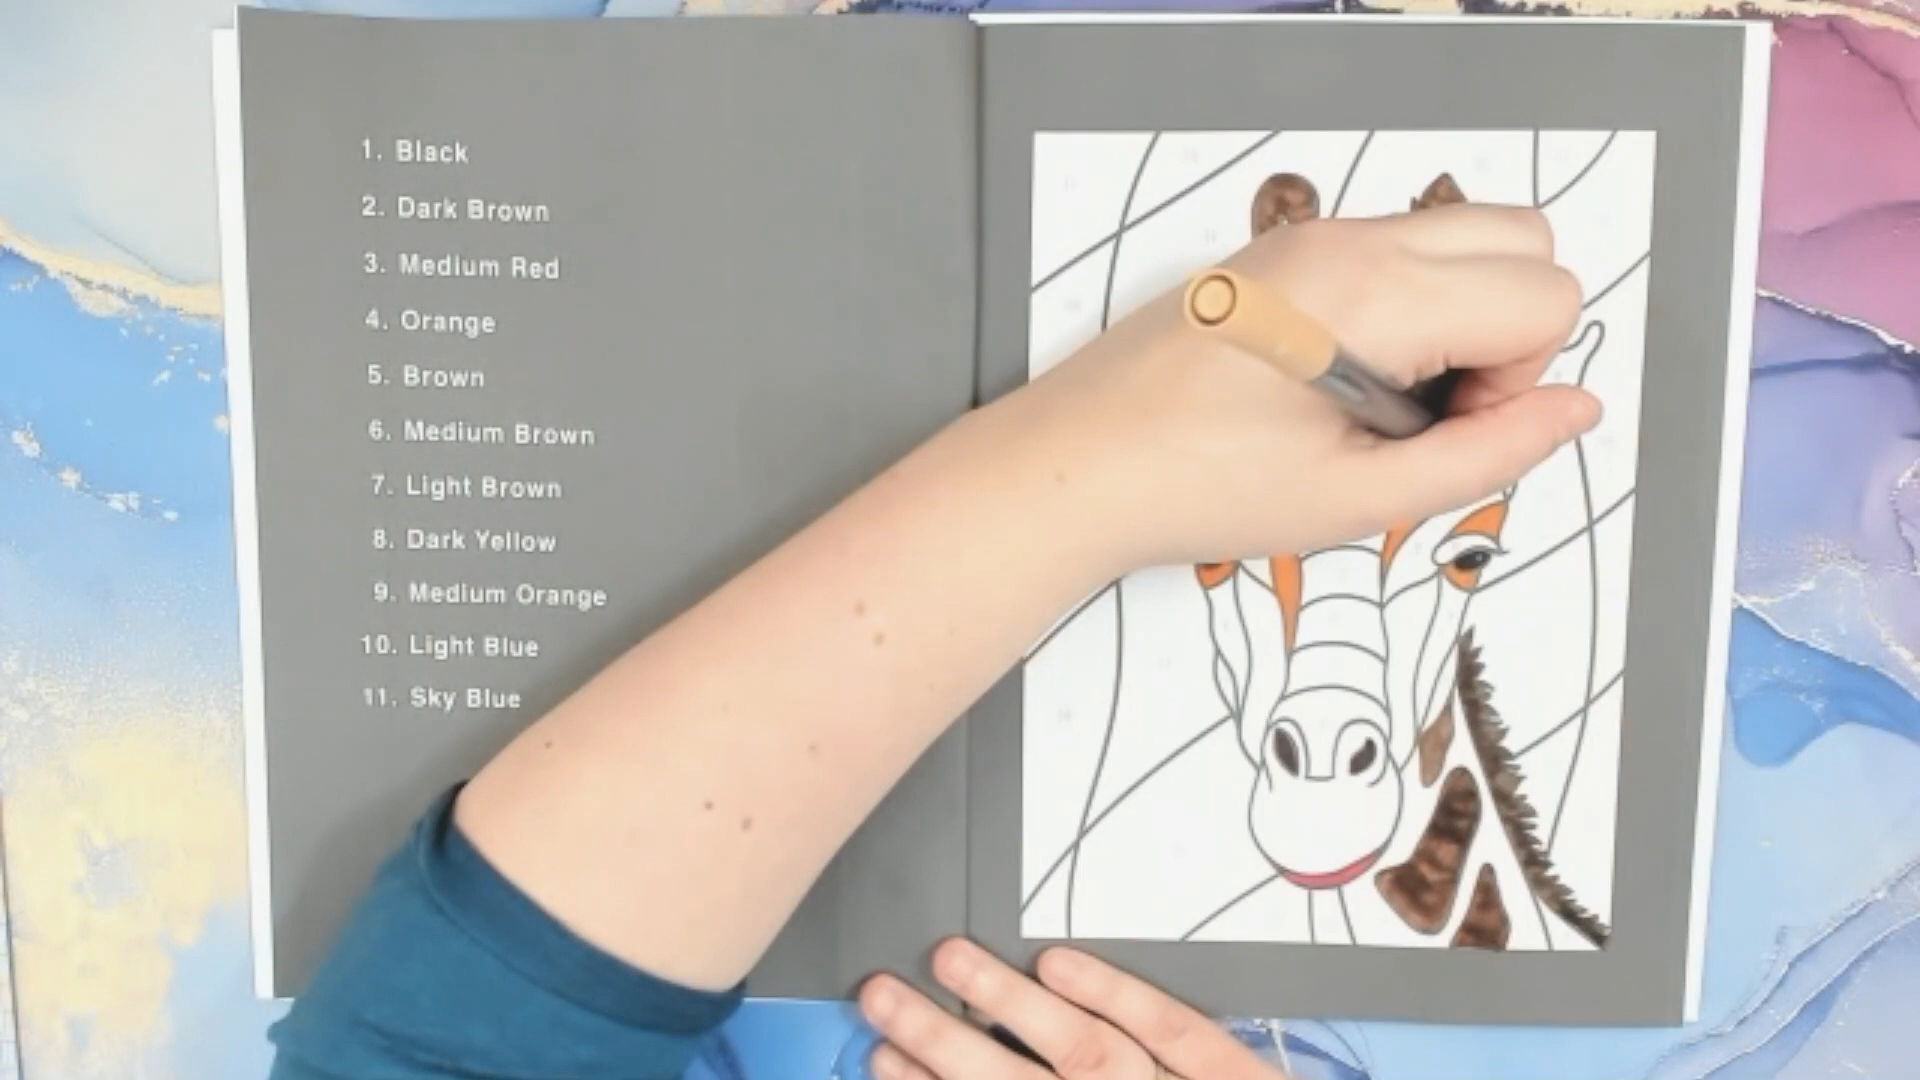 1. Black
2. Dark Brown
3. Medium Red
4. Orange
5. Brown
6. Medium Brown
7. Light Brown
8. Dark Yellow
9. Medium Orange
10. Light Blue
11. Sky Blue